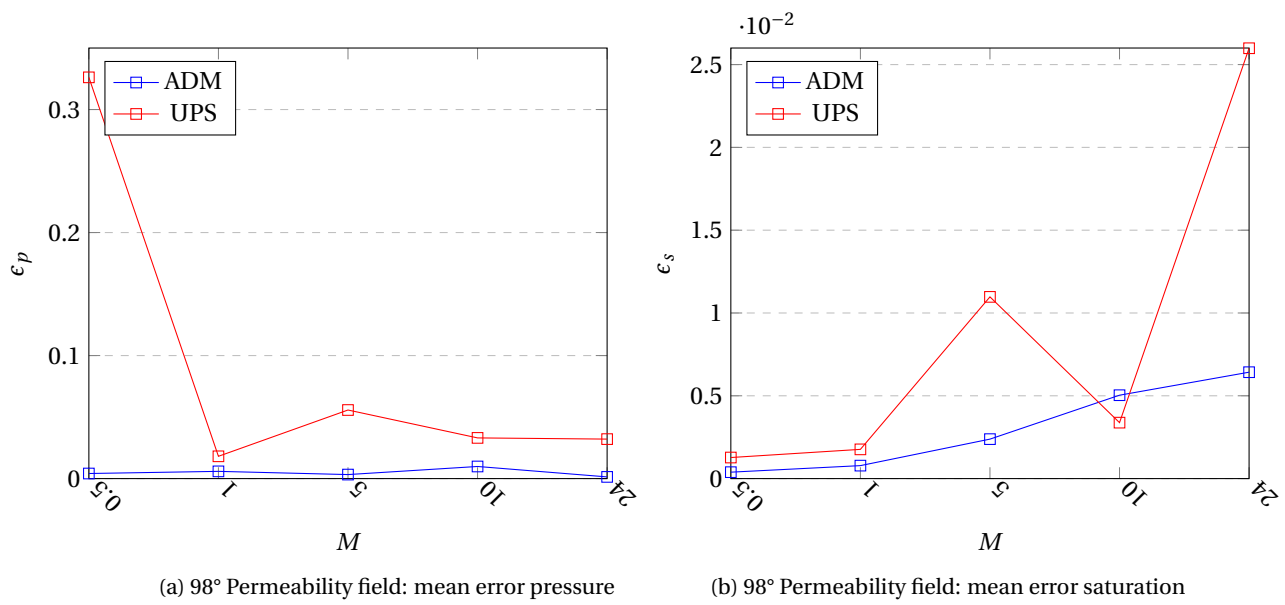 ADM
UPS
0.3
0.2
0.1
0
ϵp
0.5
1
5
10
24
M
(a) 98° Permeability field: mean error pressure
·10−2
ADM
UPS
2.5
2
1.5
1
0.5
0
ϵs
0.5
1
5
10
24
M
(b) 98° Permeability field: mean error saturation